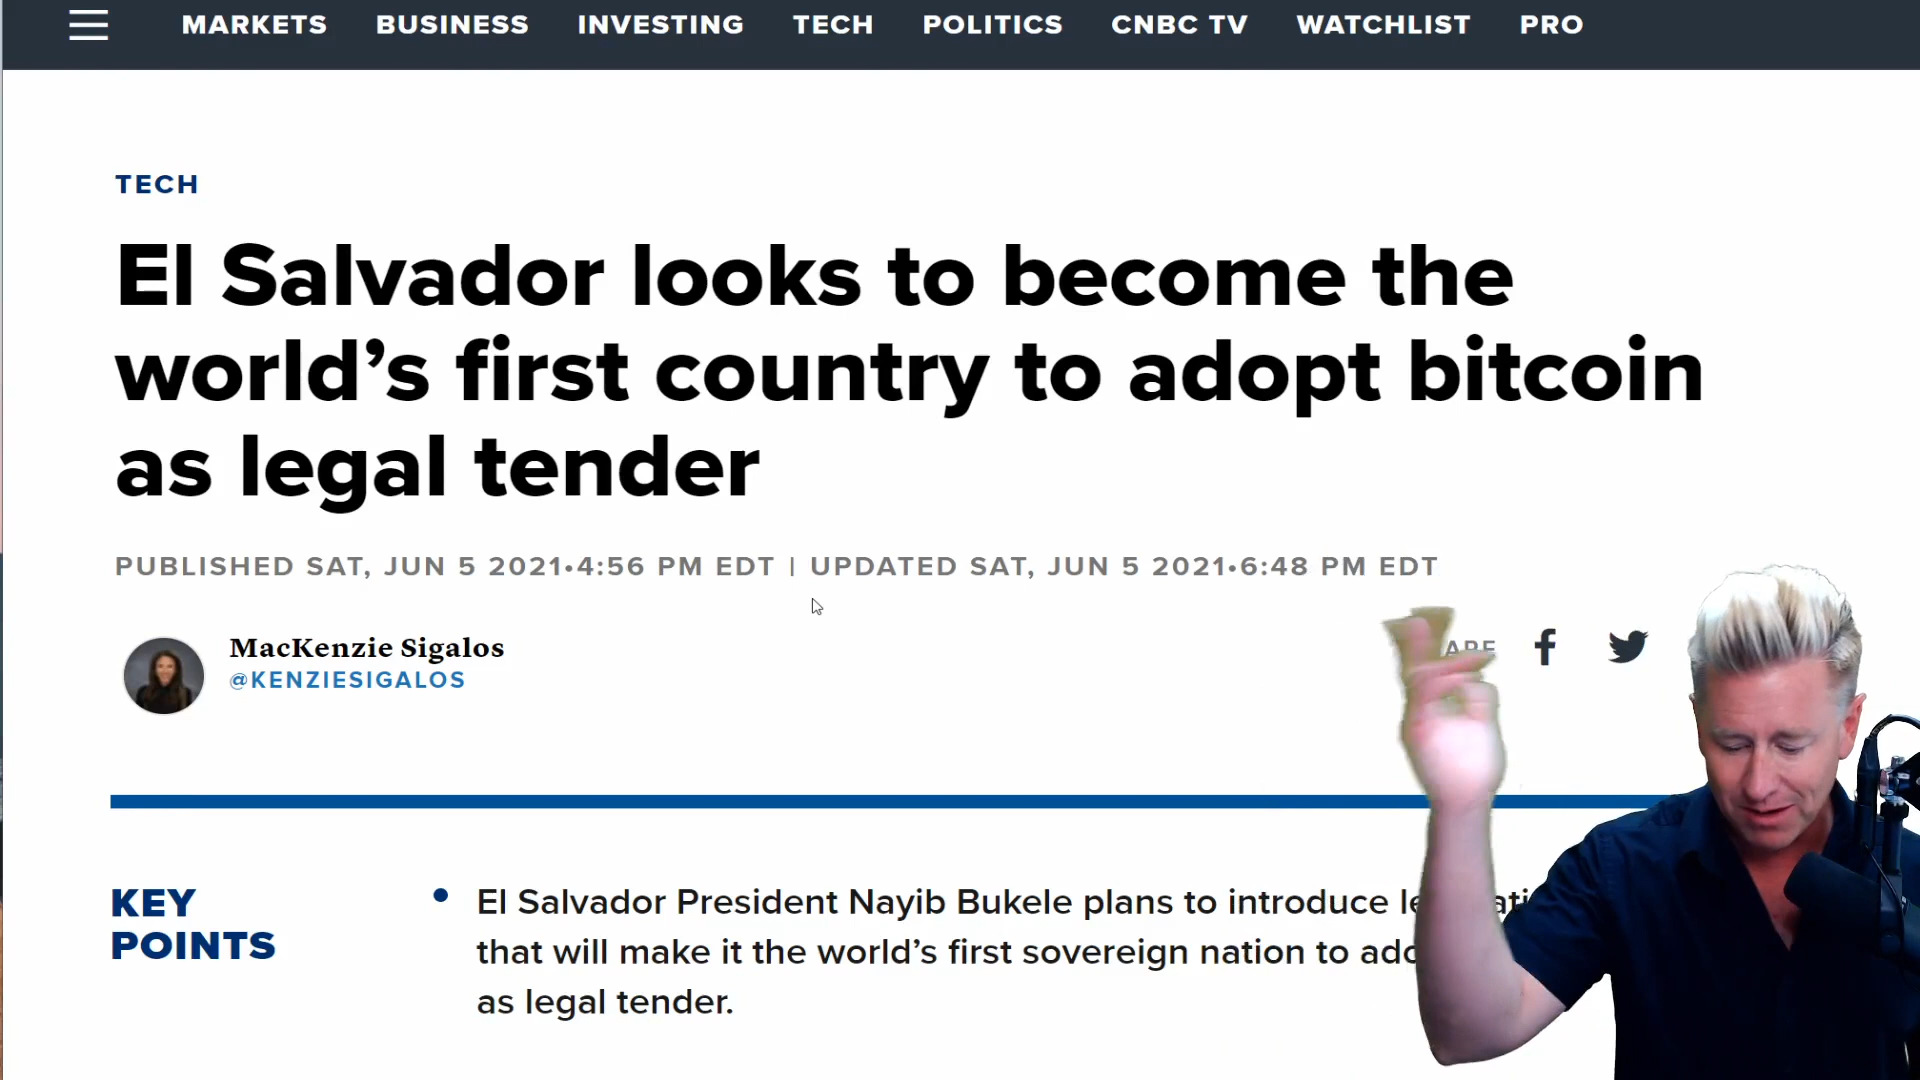 MARKETS BUSINESS INVESTING TECH POLITICS CNBC TV WATCHLIST PRO
TECH
El Salvador looks to become the
world's first country to adopt bitcoin
as legal tender
PUBLISHED SAT, JUN 5 2021•4:56 PM EDT | UPDATED SAT, JUN 5 2021•6:48 PM EDT
MacKenzie Sigalos
@KENZIESIGALOS
KEY
POINTS
• El Salvador President Nayib Bukele plans to introduce
that will make it the world's first sovereign nation to
as legal tender.